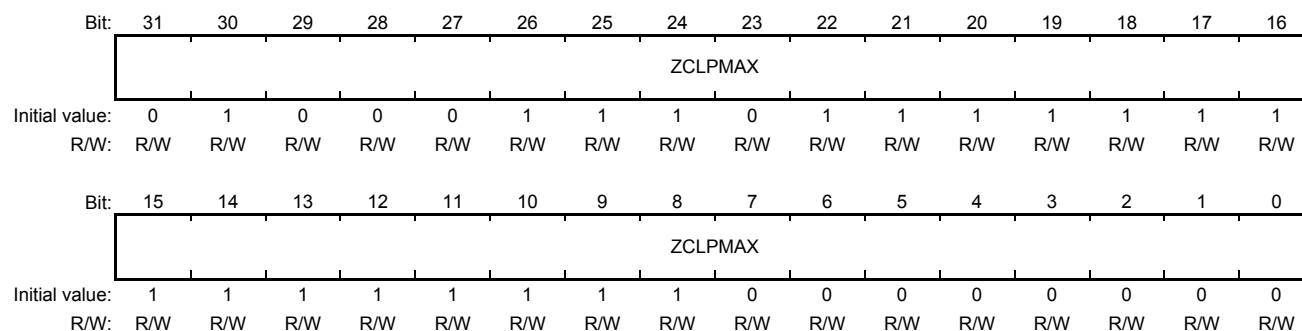 Bit: 31 30 29 28 27 26 25 24 23 22 21 20 19 18 17 16
ZCLPMAX
Initial value: 0 1 0 0 0 1 1 1 0 1 1 1 1 1 1 1
R/W: R/W R/W R/W R/W R/W R/W R/W R/W R/W R/W R/W R/W R/W R/W R/W R/W
Bit: 15 14 13 12 11 10 9 8 7 6 5 4 3 2 1 0
ZCLPMAX
Initial value: 1 1 1 1 1 1 1 1 0 0 0 0 0 0 0 0
R/W: R/W R/W R/W R/W R/W R/W R/W R/W R/W R/W R/W R/W R/W R/W R/W R/W